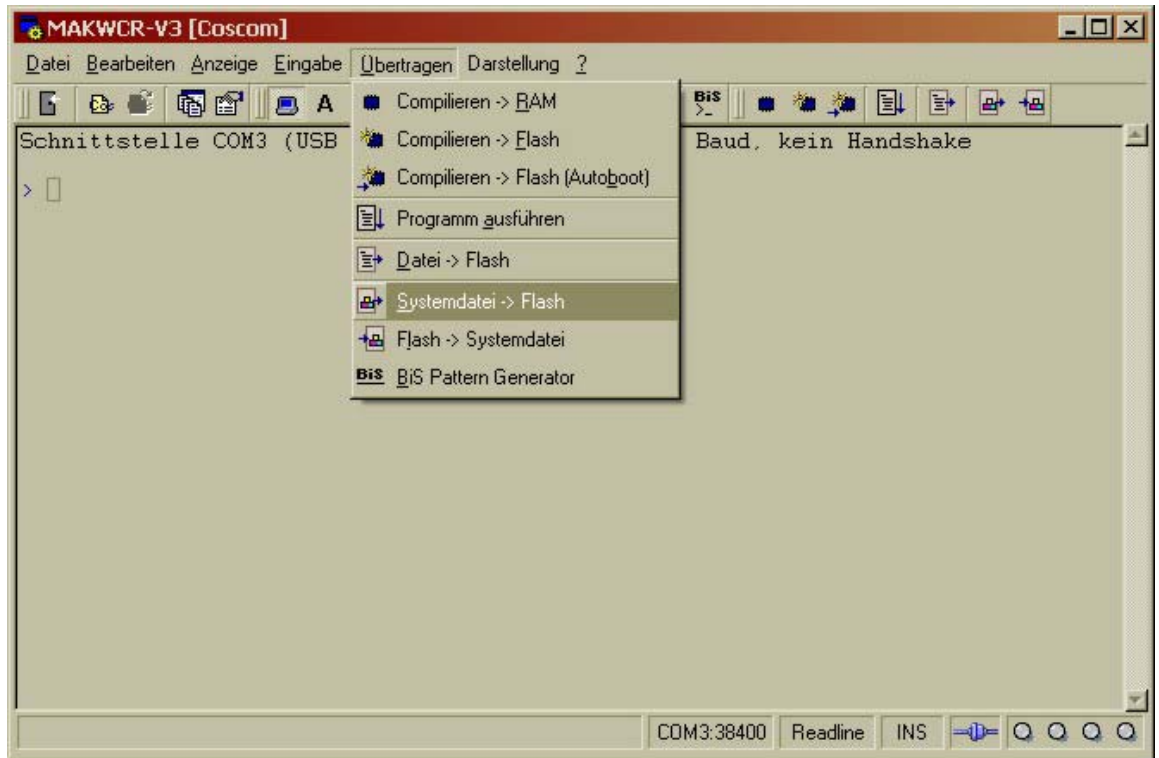 MAKWCR-V3 [Coscom]
Datei Bearbeiten Anzeige Eingabe Übertragen Darstellung ?
A
BiS >_
Schnittstelle COM3 (USB Baud, kein Handshake
>
Compilieren -> RAM
Compilieren -> Flash
Compilieren -> Flash (Autoboot)
Programm ausführen
Datei -> Flash
Systemdatei -> Flash
Flash -> Systemdatei
BiS BiS Pattern Generator
COM3:38400 Readline INS